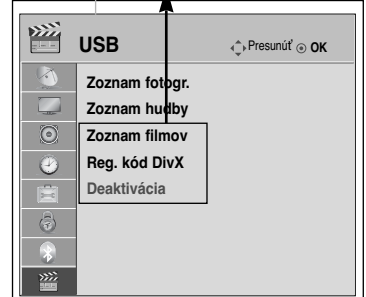 USB
Presunúť OK
Zoznam fotogr.
Zoznam hudby
Zoznam filmov
Reg. kód DivX
Deaktivácia